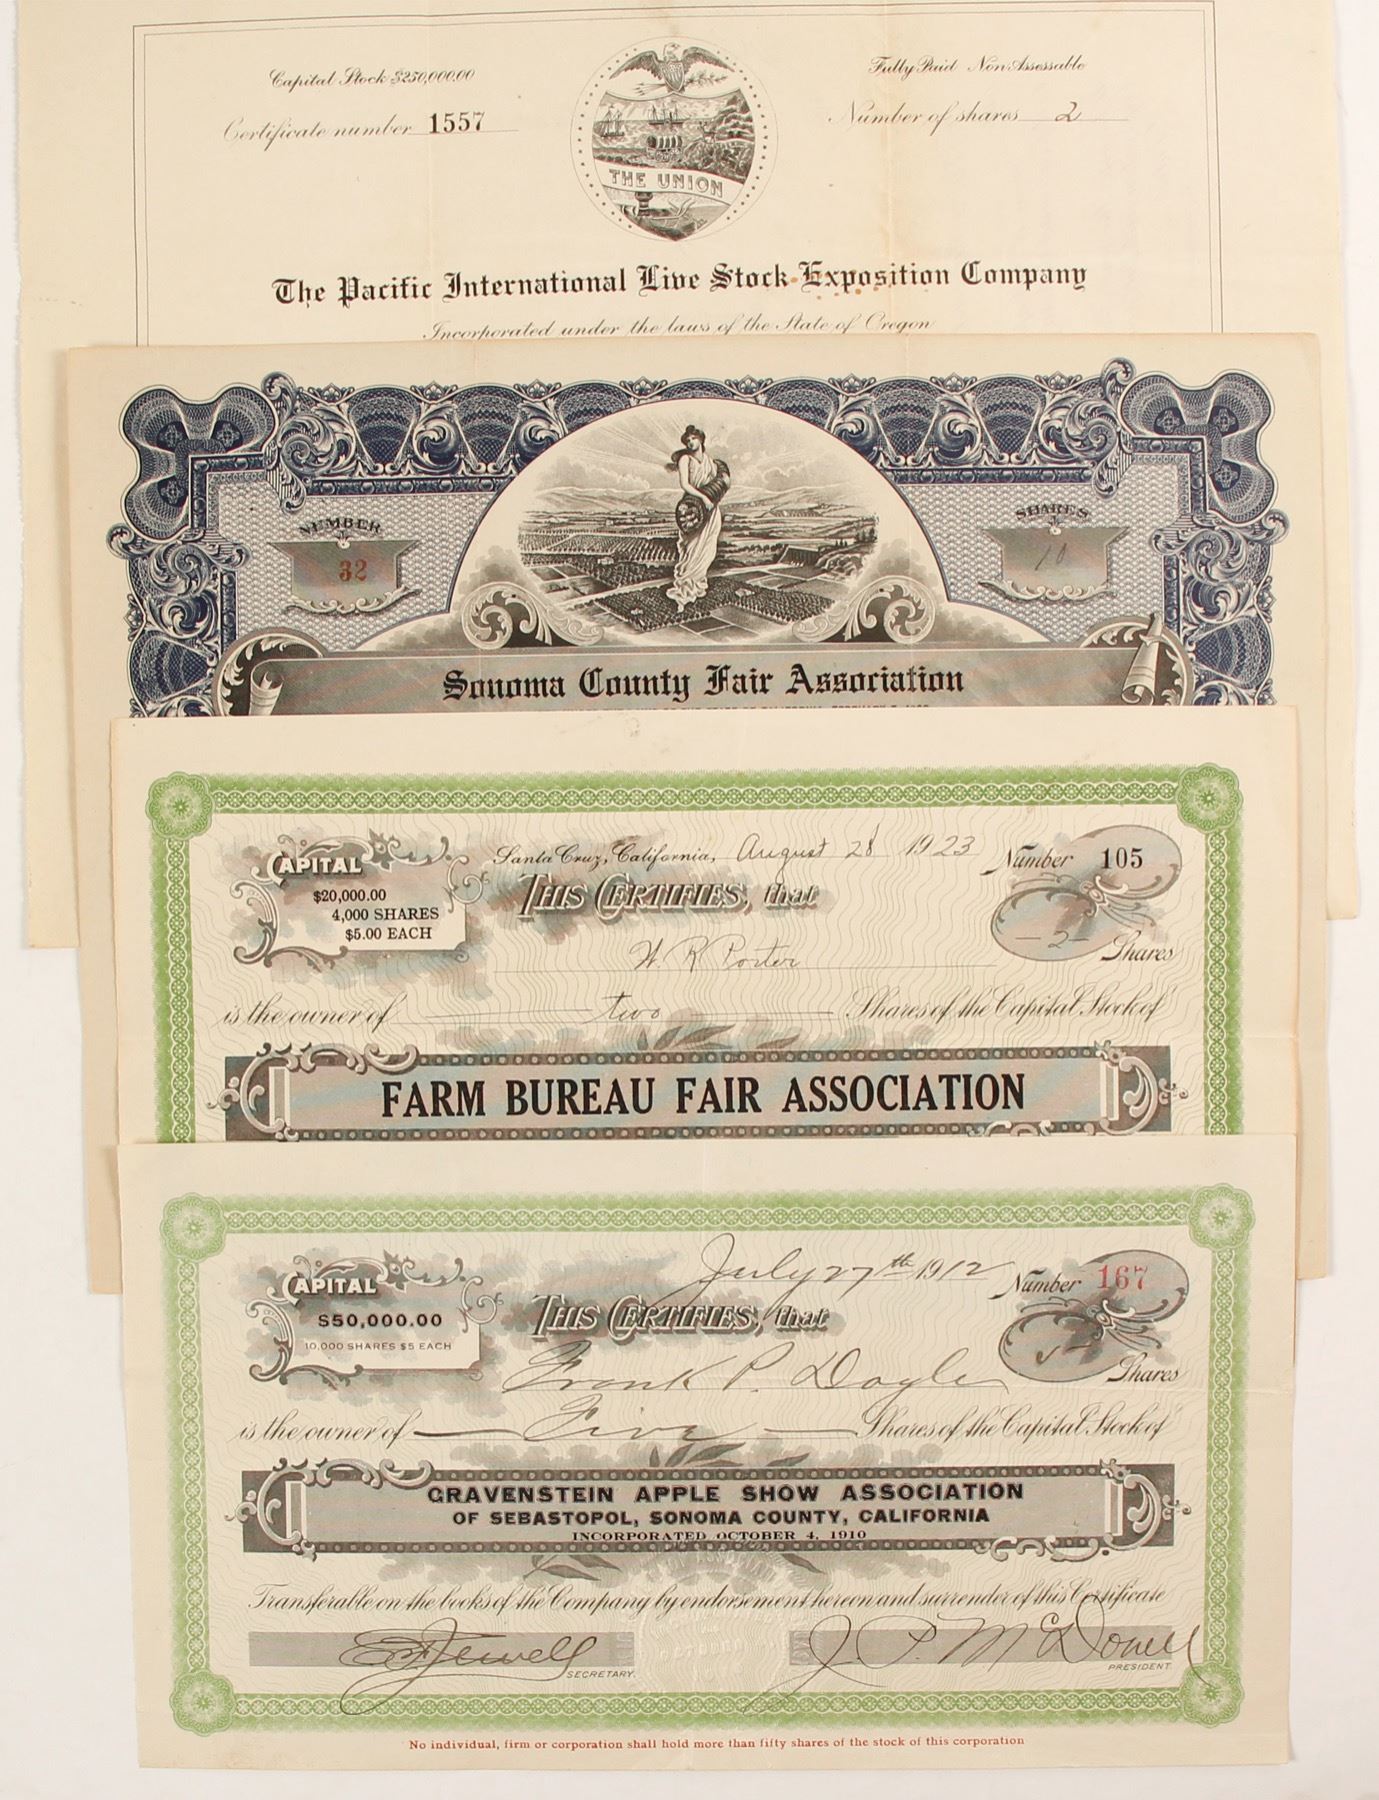 Capital Stock $250,000.00
Fully Paid Non Assessable
Certificate number 1557
Number of shares 2
THE UNION
The Pacific International Live Stock Exposition Company
Incorporated under the laws of the State of Oregon
NUMBER
32
SHARES
10
Sonoma County Fair Association
CAPITAL
$20,000.00
4,000 SHARES
$5.00 EACH
Santa Cruz, California, August 28 1923
Number 105
THIS CERTIFIES, that
-2- Shares
W. R Porter
is the owner of two Shares of the Capital Stock of
FARM BUREAU FAIR ASSOCIATION
July 27th 1912
CAPITAL
$50,000.00
10,000 SHARES $5 EACH
Number 167
THIS CERTIFIES, that
5 Shares
Frank P. Doyle
is the owner of Five Shares of the Capital Stock of
GRAVENSTEIN APPLE SHOW ASSOCIATION
OF SEBASTOPOL, SONOMA COUNTY, CALIFORNIA
INCORPORATED OCTOBER 4, 1910
Transferable on the books of the Company by endorsement hereon and surrender of this Certificate
Jewell
SECRETARY.
J. P. McDonell
PRESIDENT.
No individual, firm or corporation shall hold more than fifty shares of the stock of this corporation